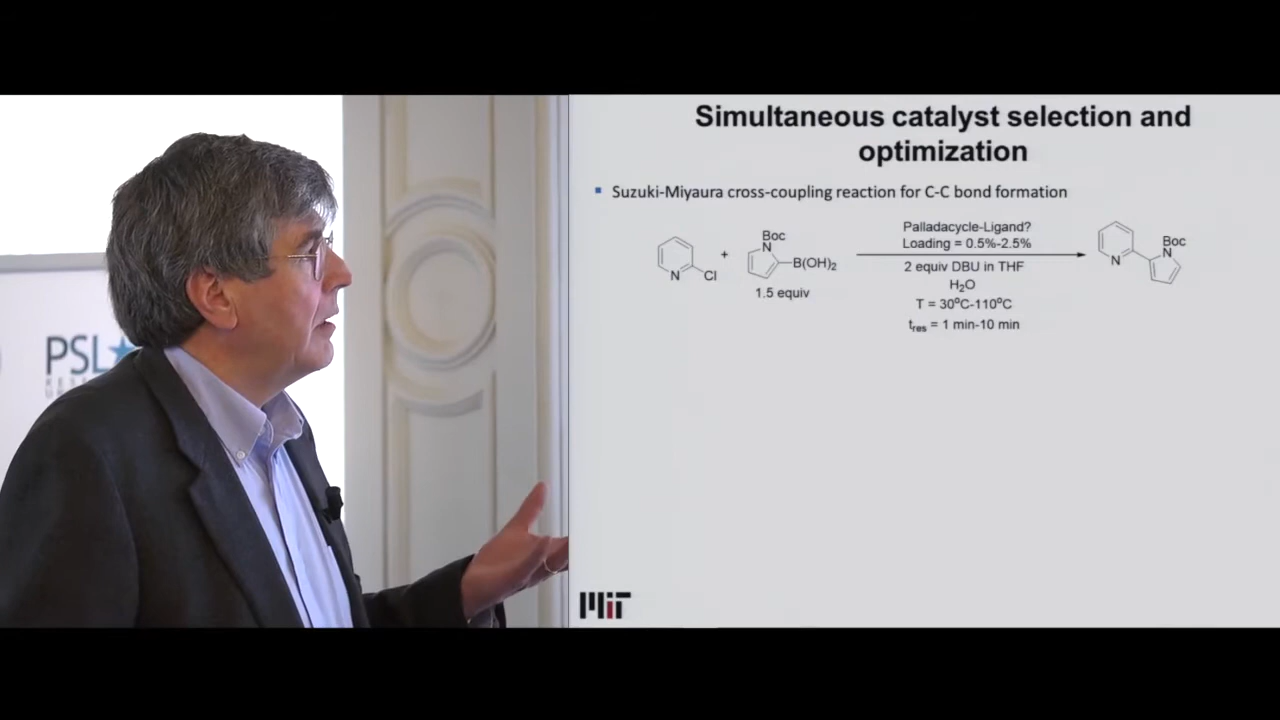 PSL
Simultaneous catalyst selection and
optimization
Suzuki-Miyaura cross-coupling reaction for C-C bond formation
N
Cl
+
Boc
N
B(OH)₂
1.5 equiv
Palladacycle-Ligand?
Loading = 0.5%-2.5%
2 equiv DBU in THF
H₂O
T = 30⁰C-110⁰C
tᵣₑₛ = 1 min-10 min
N
Boc
N
MiT